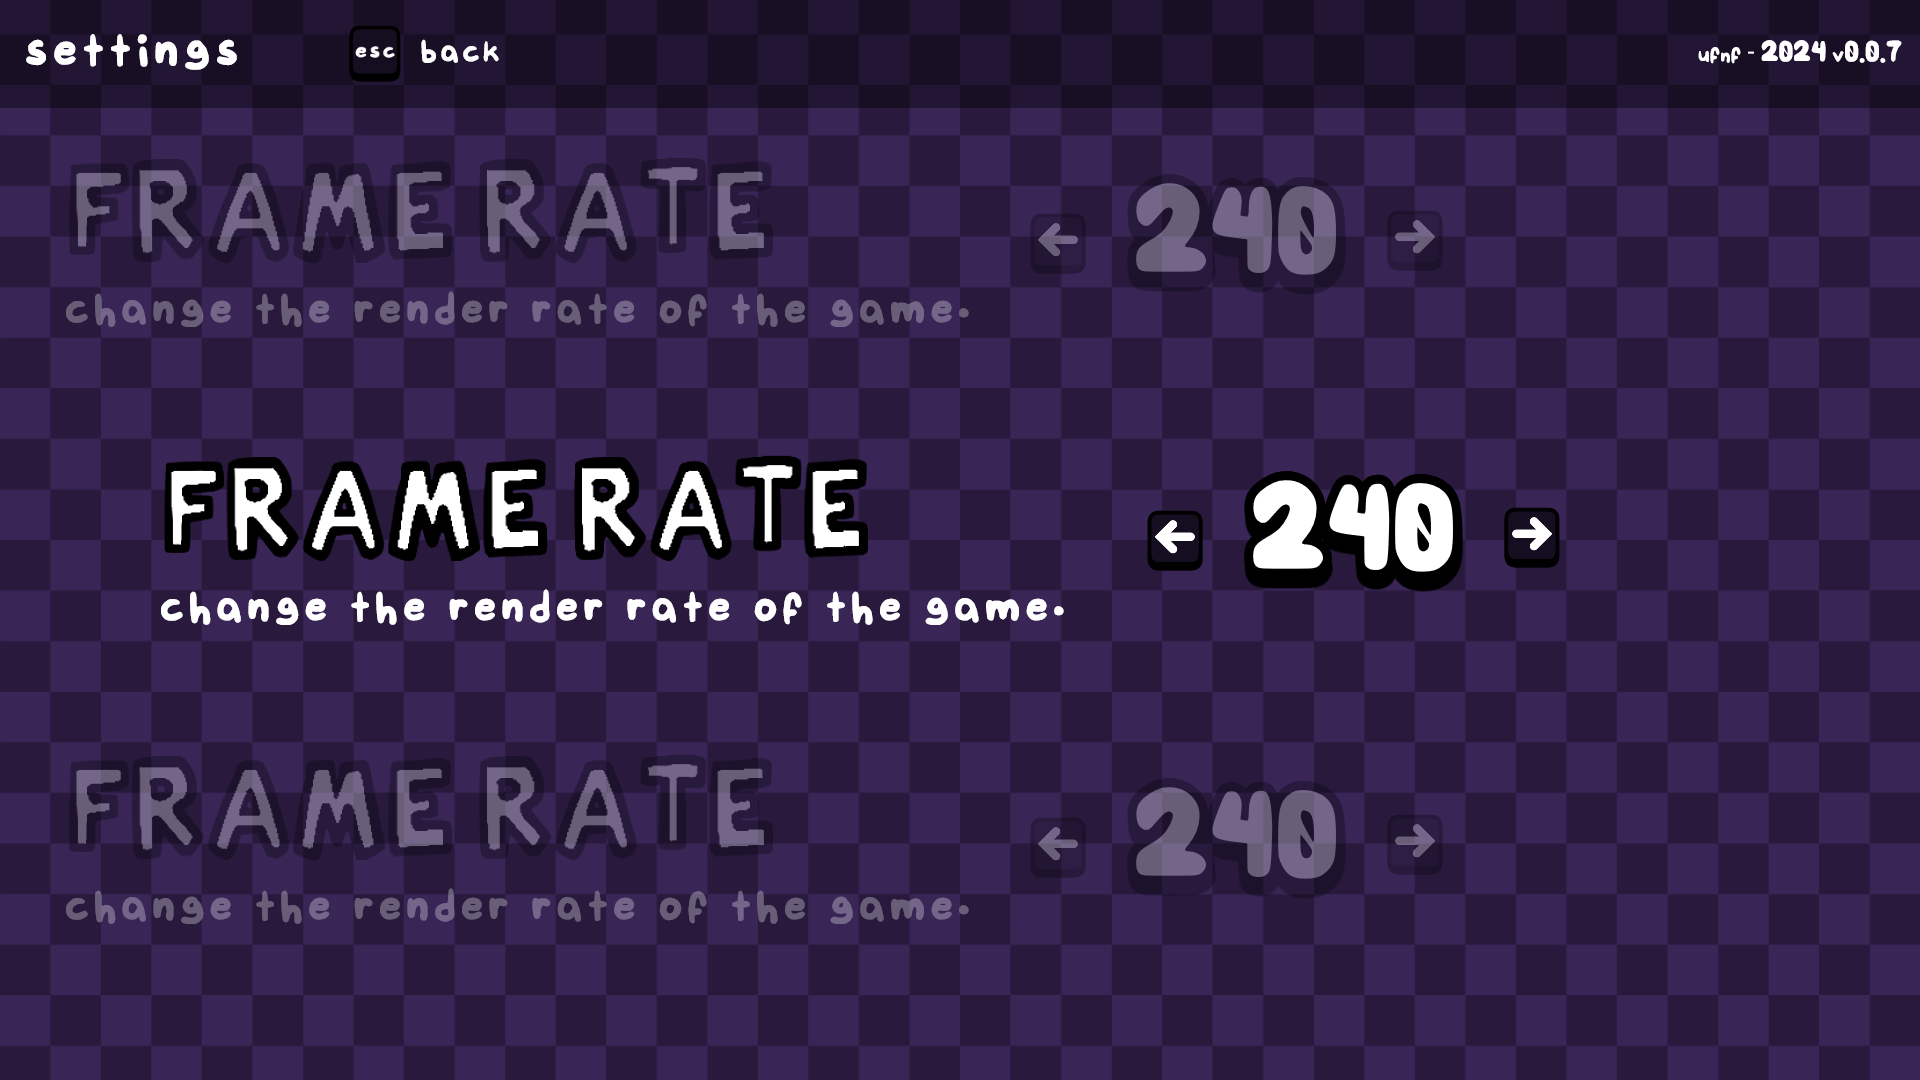 settings esc back ufnf - 2024 v0.0.7
FRAME RATE ← 240 →
change the render rate of the game.
FRAME RATE ← 240 →
change the render rate of the game.
FRAME RATE ← 240 →
change the render rate of the game.